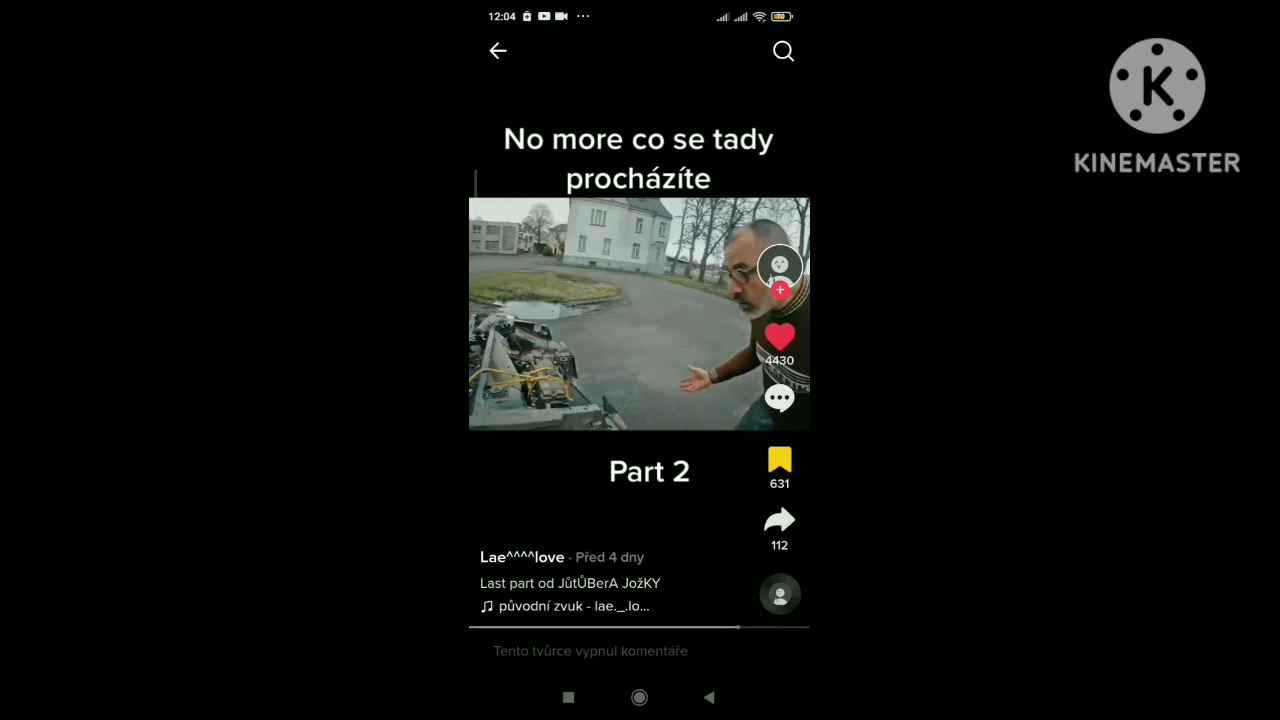 12:04
70
No more co se tady
procházíte
4430
Part 2
631
112
Lae^^^^love · Před 4 dny
Last part od JůtŮBerA JožKY
původní zvuk - lae._.lo...
Tento tvůrce vypnul komentáře
K
KINEMASTER